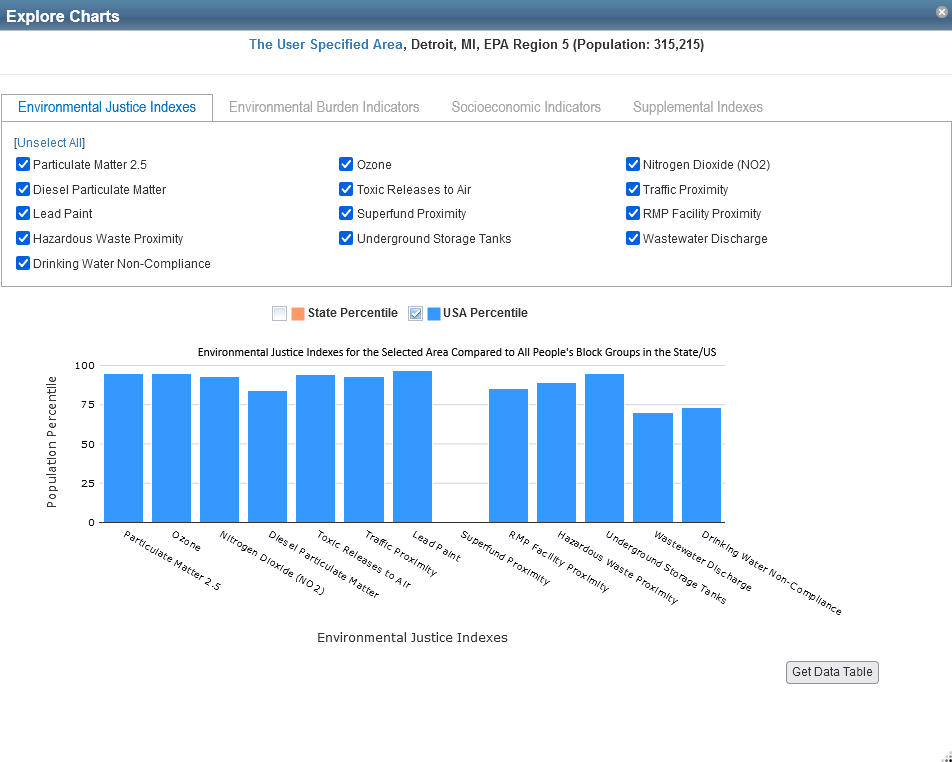 Explore Charts
The User Specified Area, Detroit, MI, EPA Region 5 (Population: 315,215)
Environmental Justice Indexes Environmental Burden Indicators Socioeconomic Indicators Supplemental Indexes
[Unselect All]
Particulate Matter 2.5 Ozone Nitrogen Dioxide (NO2)
Diesel Particulate Matter Toxic Releases to Air Traffic Proximity
Lead Paint Superfund Proximity RMP Facility Proximity
Hazardous Waste Proximity Underground Storage Tanks Wastewater Discharge
Drinking Water Non-Compliance
State Percentile USA Percentile
Environmental Justice Indexes for the Selected Area Compared to All People's Block Groups in the State/US
Population Percentile
100
75
50
25
0
Particulate Matter 2.5
Ozone
Nitrogen Dioxide (NO2)
Diesel Particulate Matter
Toxic Releases to Air
Traffic Proximity
Lead Paint
Superfund Proximity
RMP Facility Proximity
Hazardous Waste Proximity
Underground Storage Tanks
Wastewater Discharge
Drinking Water Non-Compliance
Environmental Justice Indexes
Get Data Table